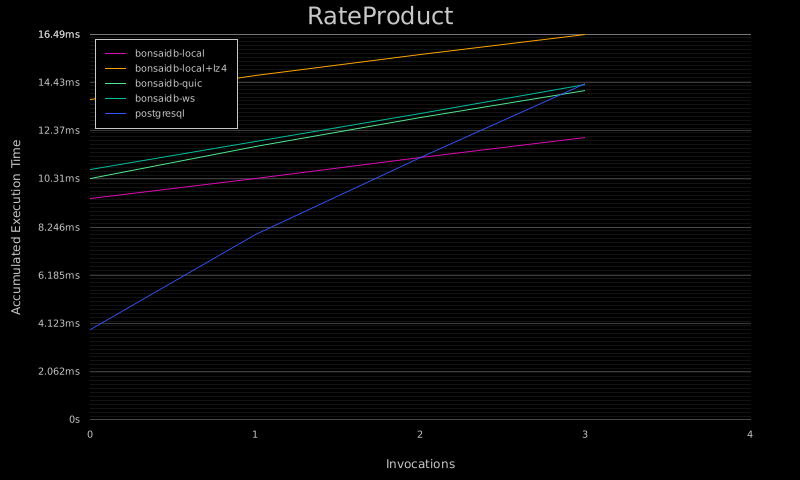 RateProduct
16.49ms
14.43ms
12.37ms
10.31ms
8.246ms
6.185ms
4.123ms
2.062ms
0s
bonsaidb-local
bonsaidb-local+lz4
bonsaidb-quic
bonsaidb-ws
postgresql
Accumulated Execution Time
0 1 2 3 4
Invocations